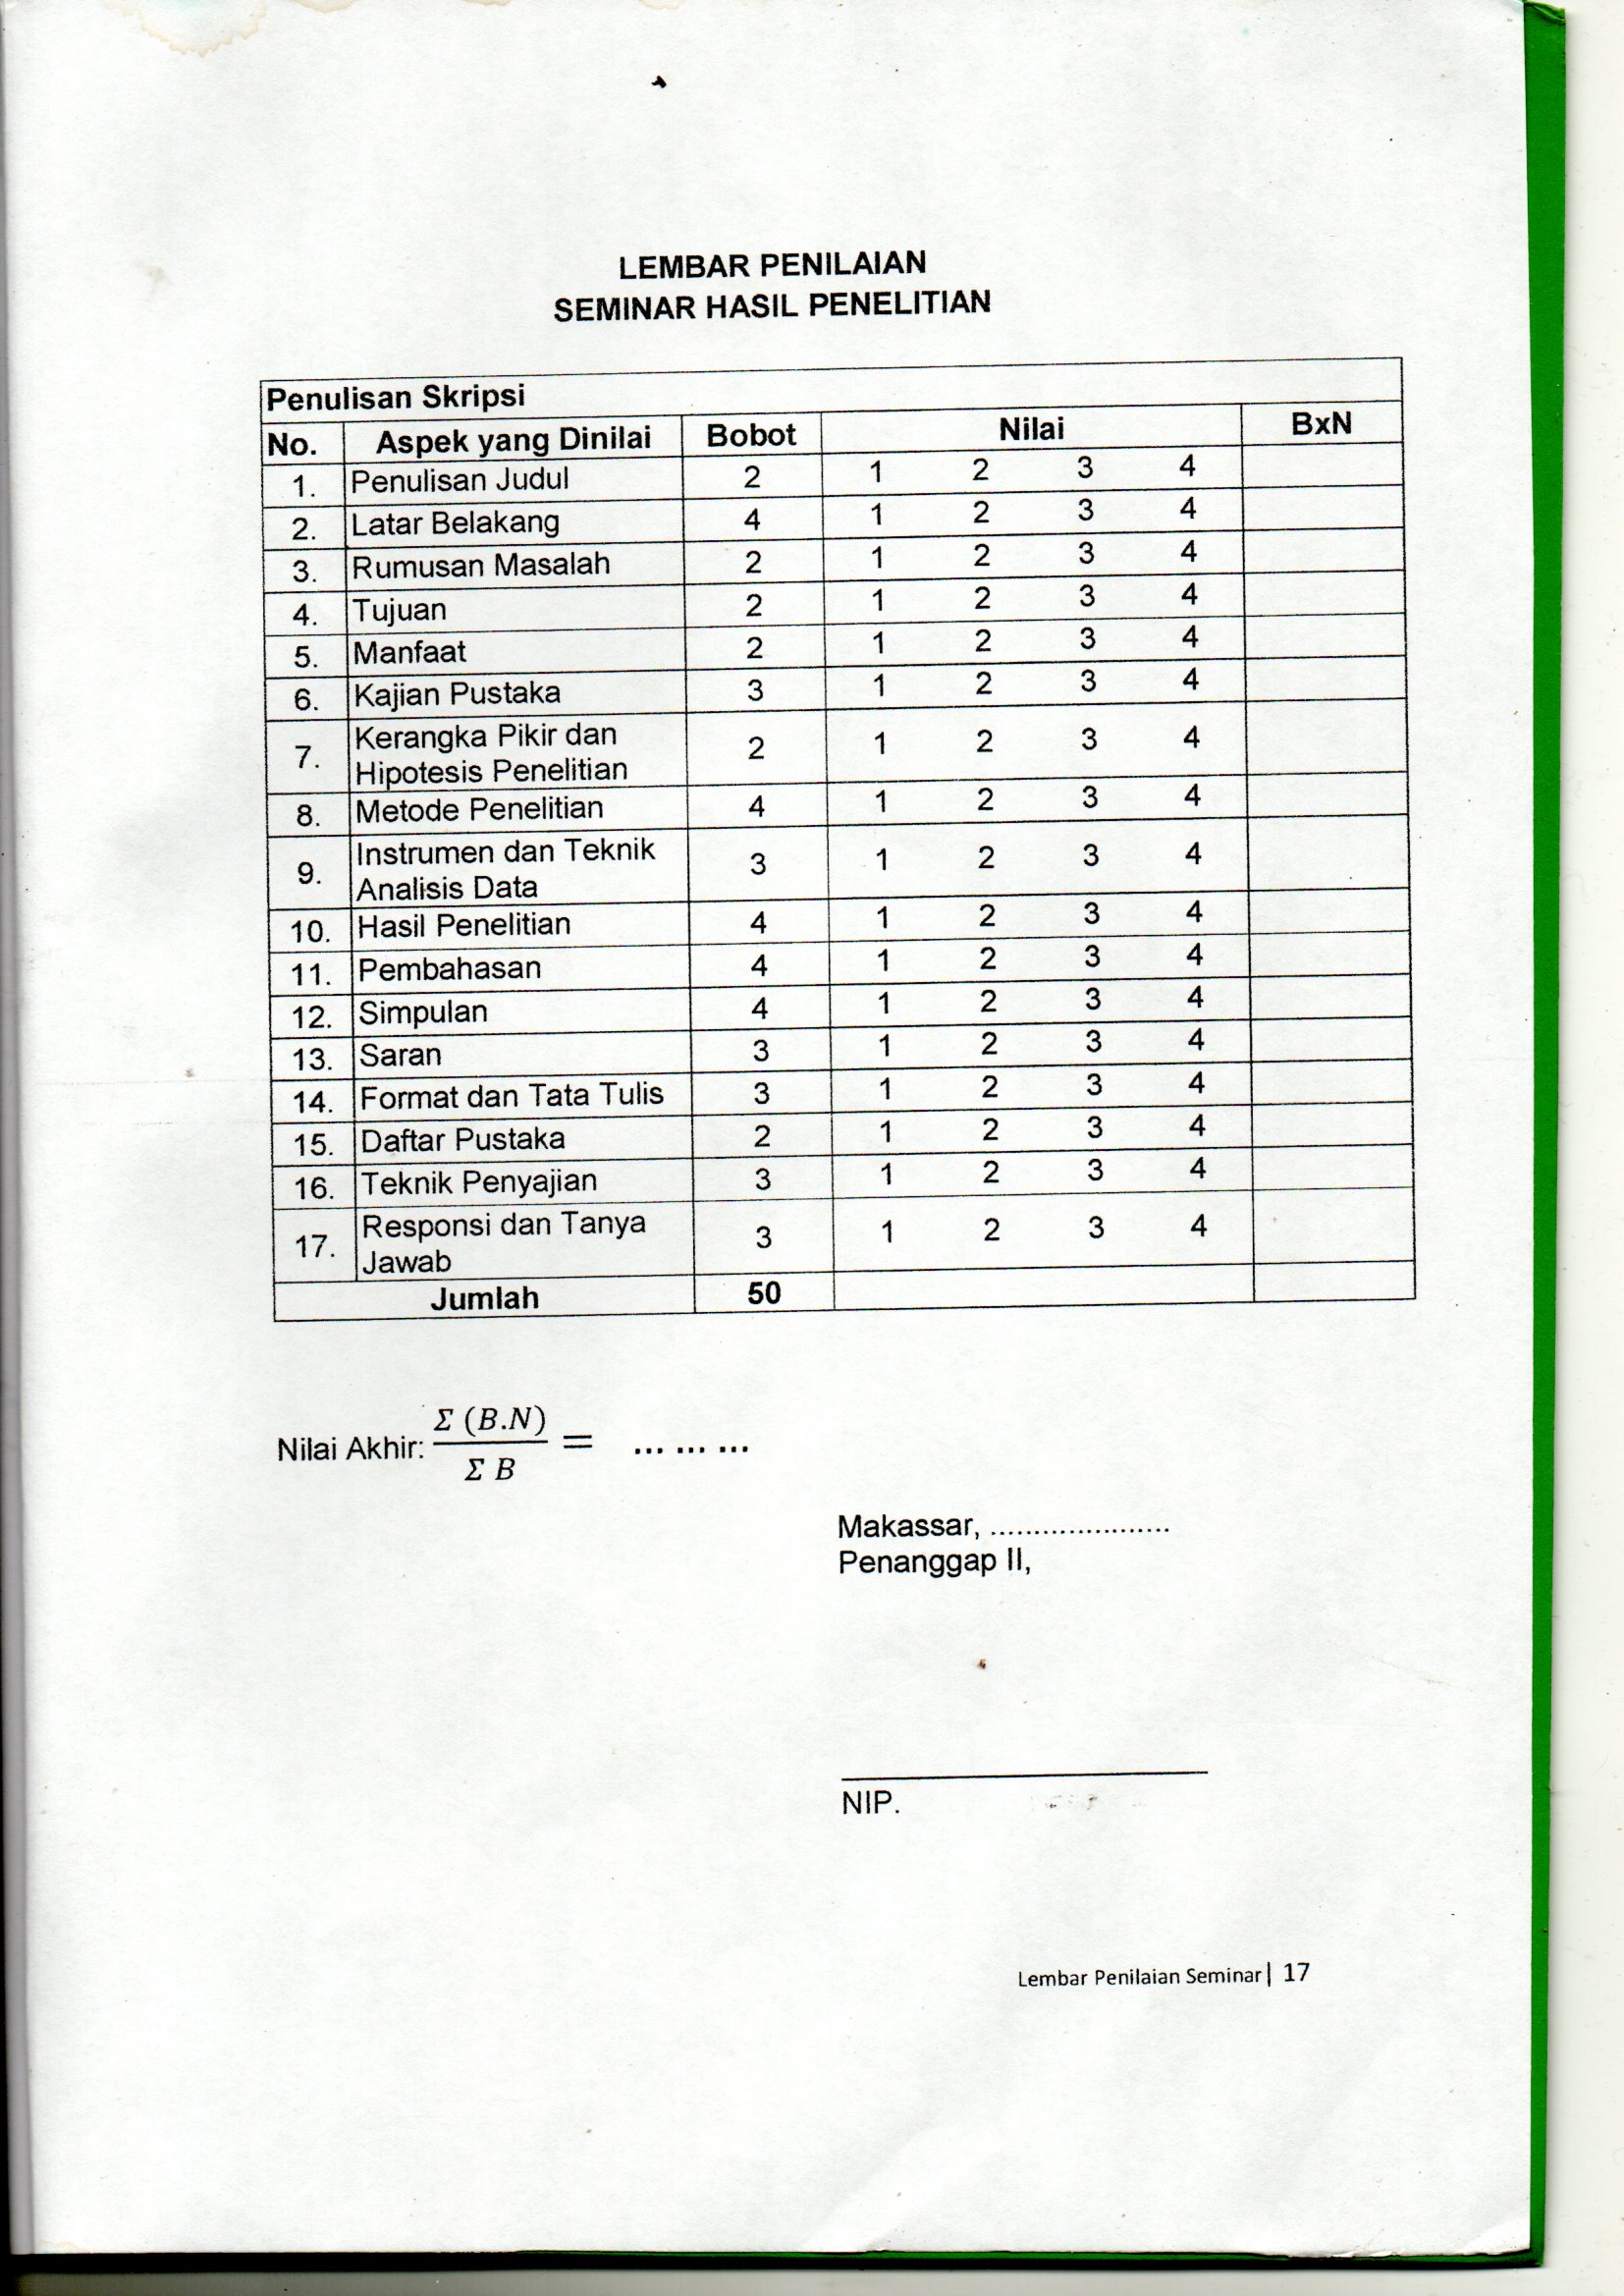 LEMBAR PENILAIAN
SEMINAR HASIL PENELITIAN
Penulisan Skripsi
No. Aspek yang Dinilai Bobot Nilai BxN
1. Penulisan Judul 2 1 2 3 4
2. Latar Belakang 4 1 2 3 4
3. Rumusan Masalah 2 1 2 3 4
4. Tujuan 2 1 2 3 4
5. Manfaat 2 1 2 3 4
6. Kajian Pustaka 3 1 2 3 4
7. Kerangka Pikir dan
Hipotesis Penelitian 2 1 2 3 4
8. Metode Penelitian 4 1 2 3 4
9. Instrumen dan Teknik
Analisis Data 3 1 2 3 4
10. Hasil Penelitian 4 1 2 3 4
11. Pembahasan 4 1 2 3 4
12. Simpulan 4 1 2 3 4
13. Saran 3 1 2 3 4
14. Format dan Tata Tulis 3 1 2 3 4
15. Daftar Pustaka 2 1 2 3 4
16. Teknik Penyajian 3 1 2 3 4
17. Responsi dan Tanya
Jawab 3 1 2 3 4
Jumlah 50
Nilai Akhir: Σ (B.N) / Σ B = ... ... ...
Makassar, ......................
Penanggap II,
NIP.
Lembar Penilaian Seminar| 17